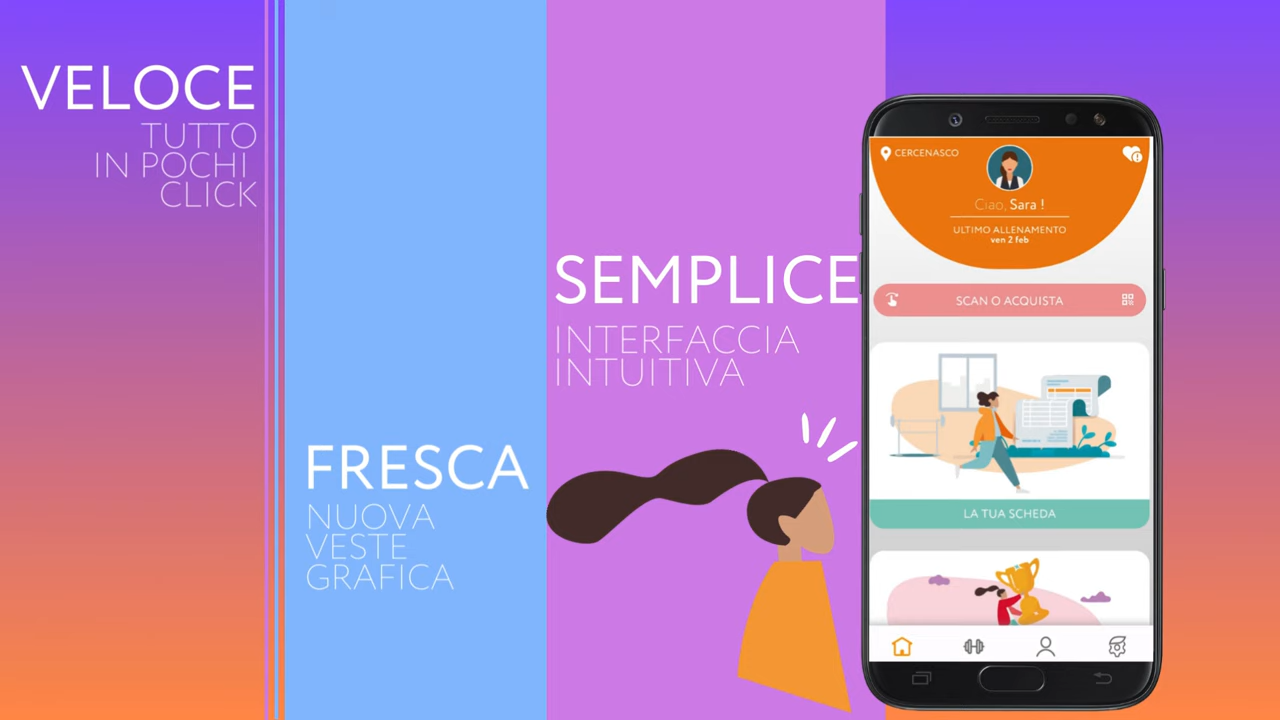 VELOCE
TUTTO
IN POCHI
CLICK
FRESCA
NUOVA
VESTE
GRAFICA
SEMPLICE
INTERFACCIA
INTUITIVA
CERCENASCO
Ciao, Sara !
ULTIMO ALLENAMENTO
ven 2 feb
SCAN O ACQUISTA
LA TUA SCHEDA